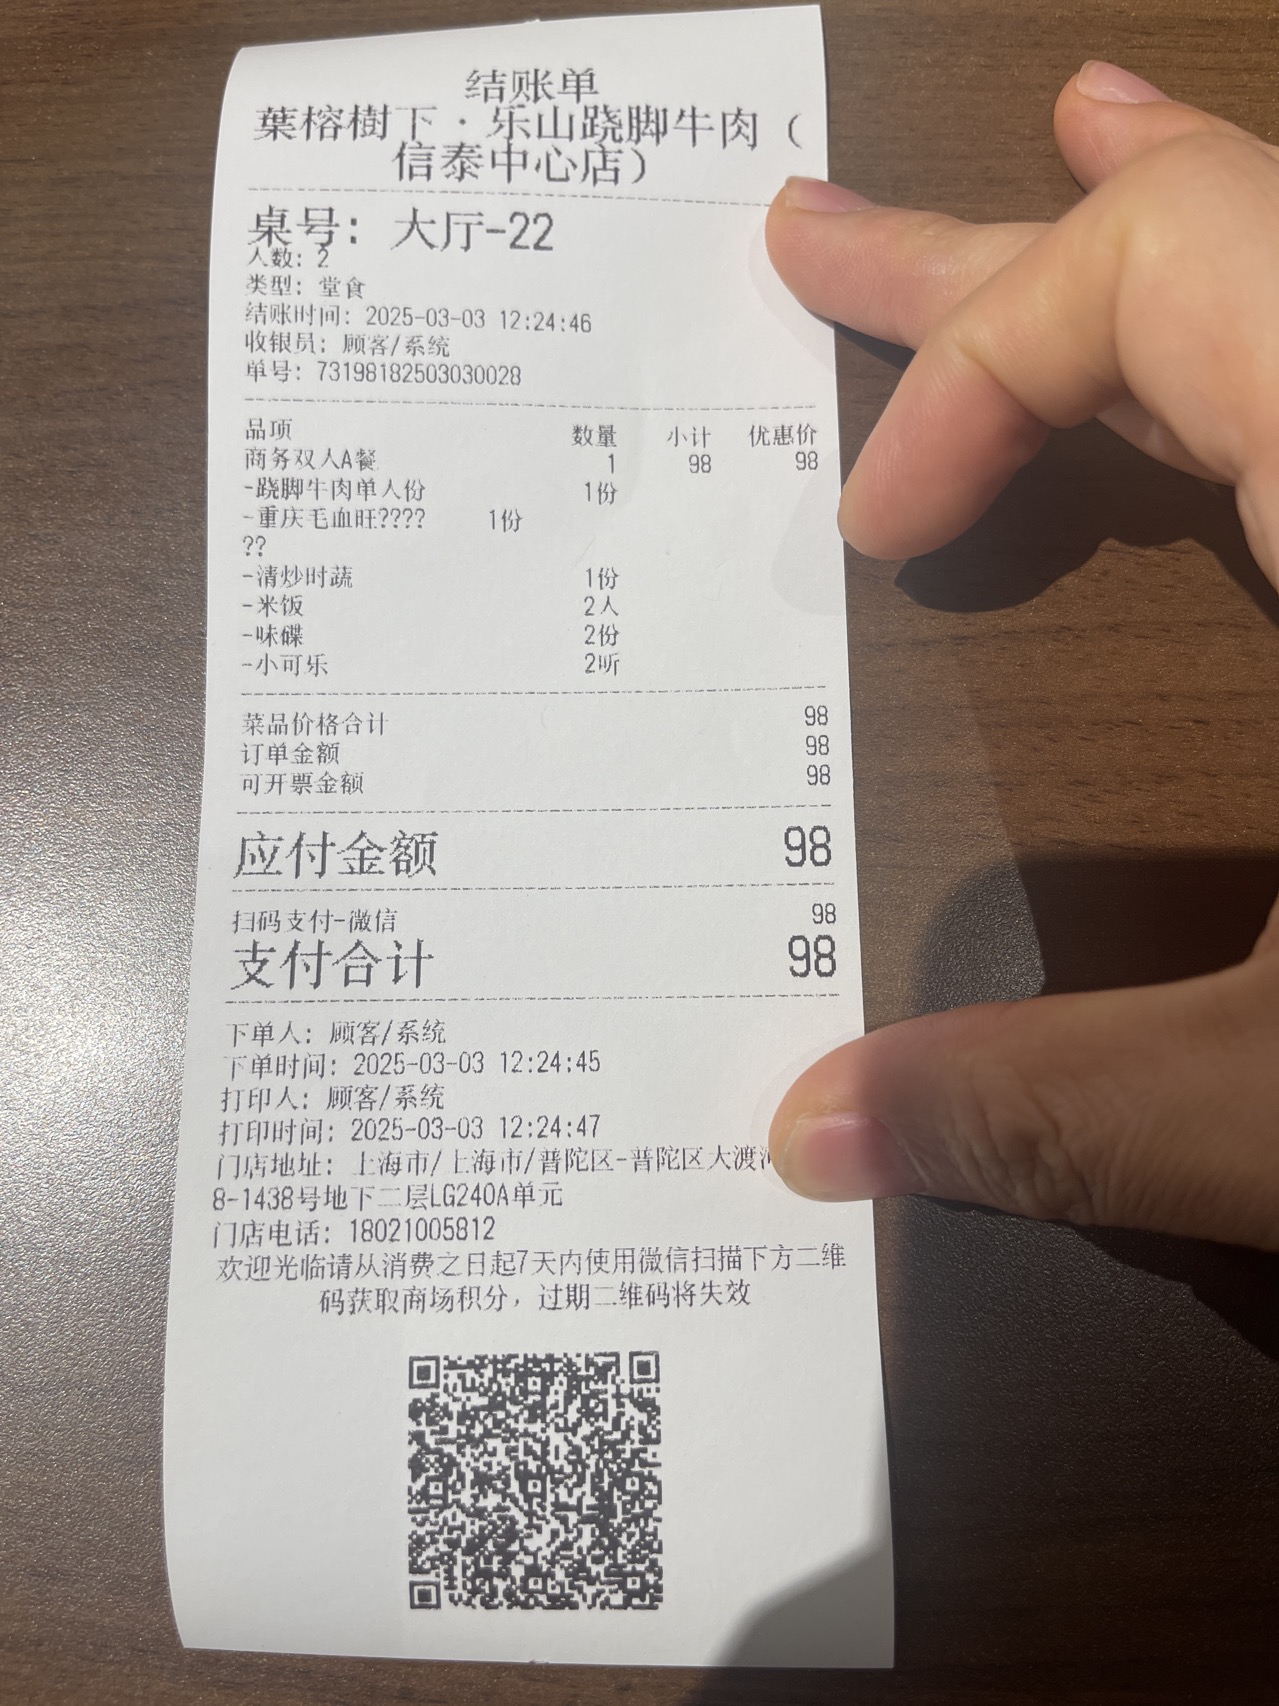 结账单
葉榕樹下·乐山跷脚牛肉（
信泰中心店）
桌号： 大厅-22
人数：2
类型：堂食
结账时间：2025-03-03 12:24:46
收银员：顾客/系统
单号：73198182503030028
品项 数量 小计 优惠价
商务双人A餐 1 98 98
-跷脚牛肉单人份 1份
-重庆毛血旺???? 1份
??
-清炒时蔬 1份
-米饭 2人
-味碟 2份
-小可乐 2听
菜品价格合计 98
订单金额 98
可开票金额 98
应付金额 98
扫码支付-微信 98
支付合计 98
下单人：顾客/系统
下单时间：2025-03-03 12:24:45
打印人：顾客/系统
打印时间：2025-03-03 12:24:47
门店地址：上海市/上海市/普陀区-普陀区大渡
8-1438号地下二层LG240A单元
门店电话：18021005812
欢迎光临请从消费之日起7天内使用微信扫描下方二维
码获取商场积分，过期二维码将失效